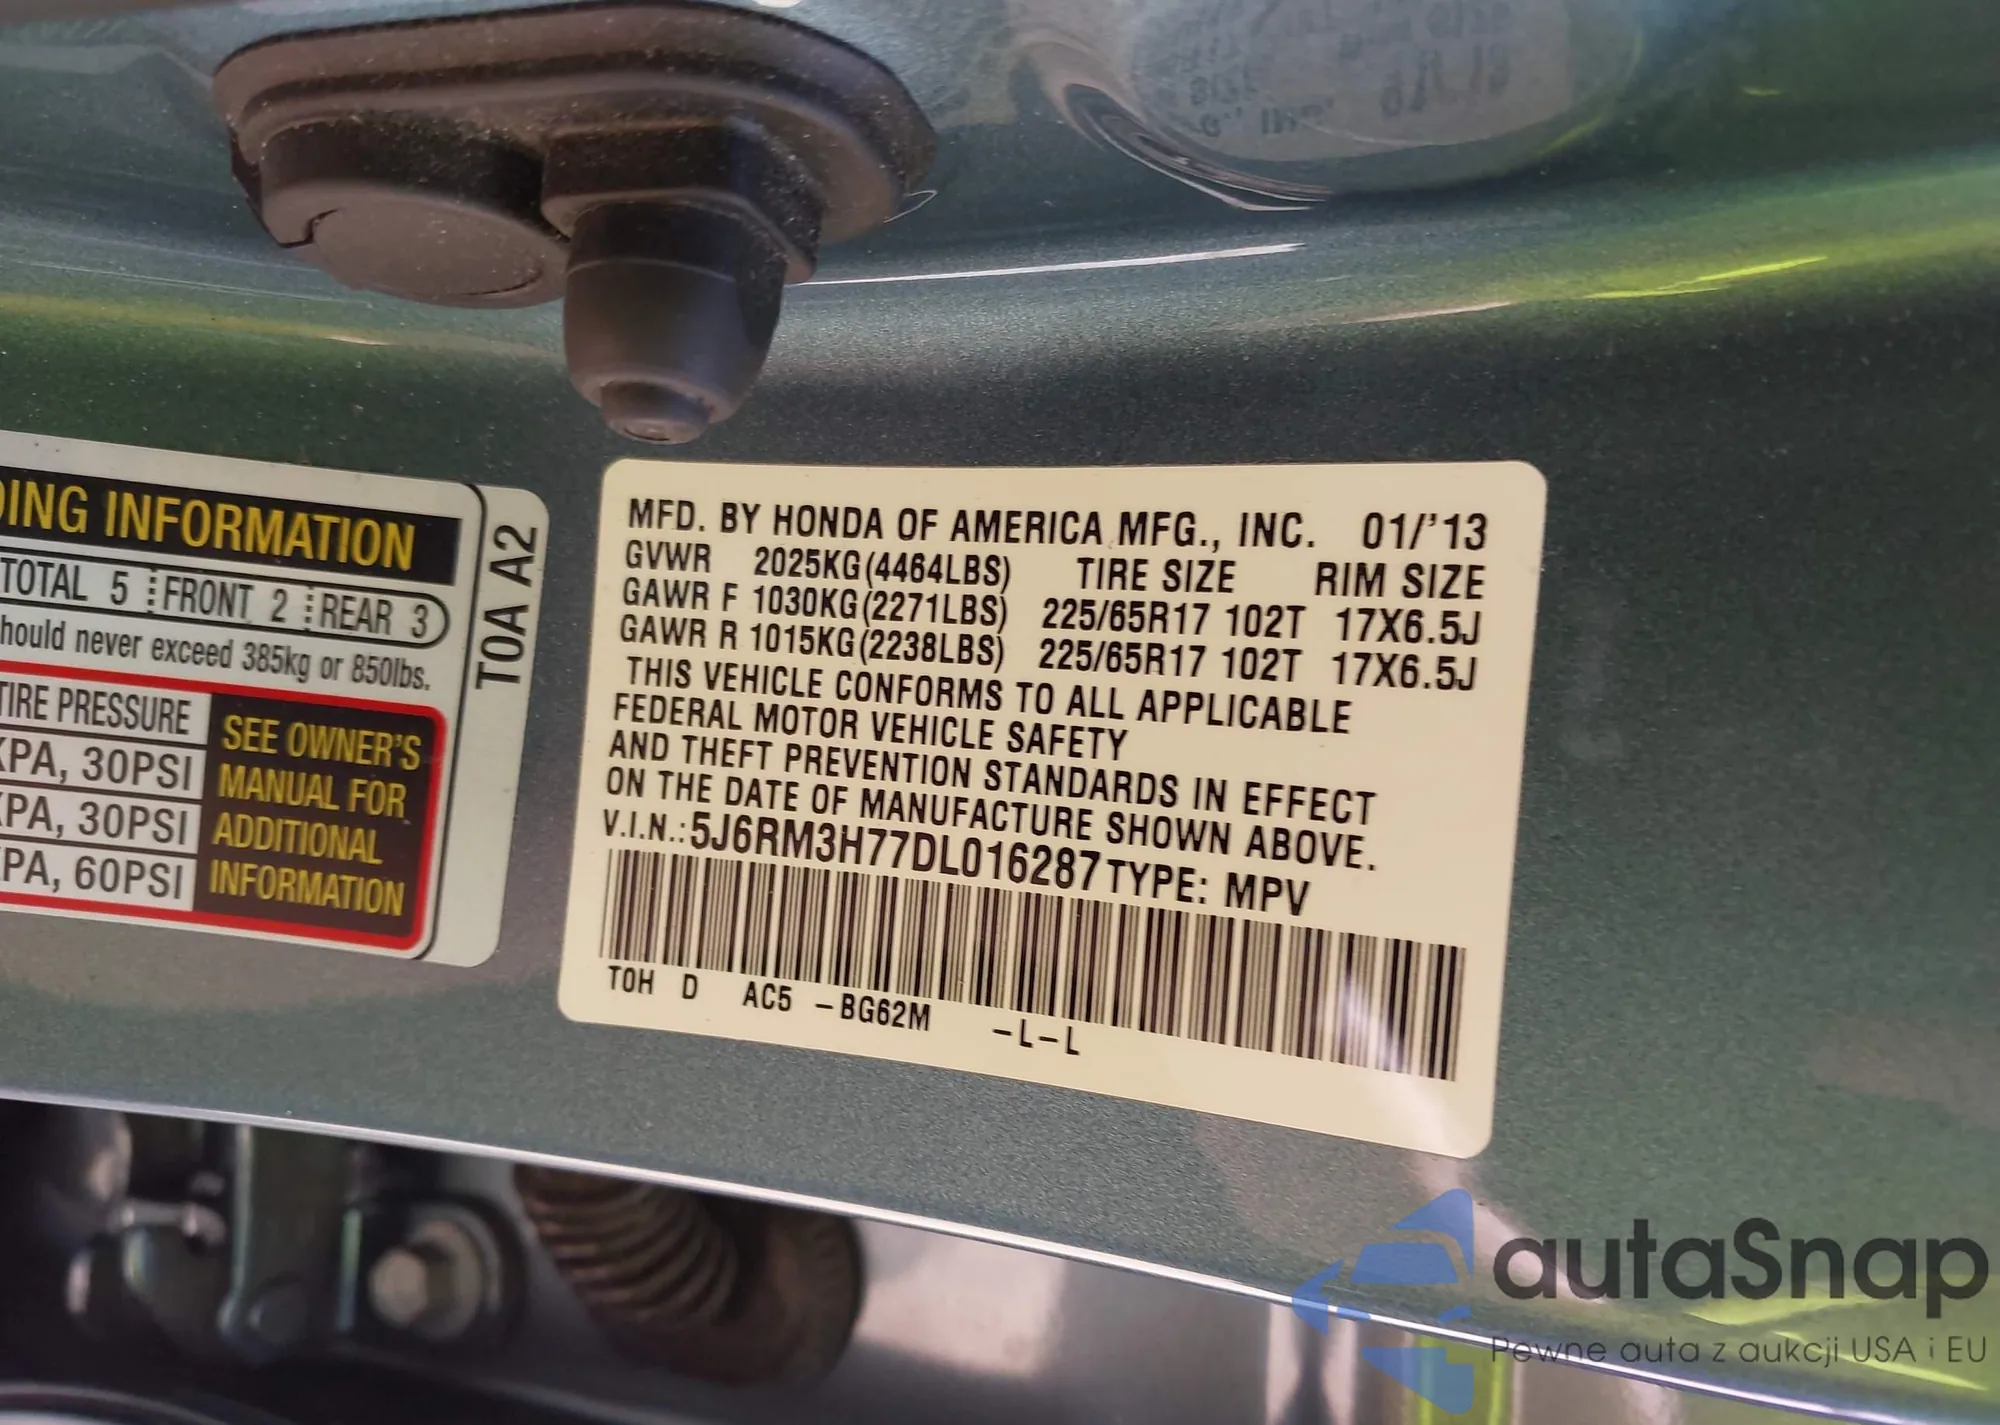 DING INFORMATION
TOTAL 5 FRONT 2 REAR 3
hould never exceed 385kg or 850lbs.
TIRE PRESSURE
KPA, 30PSI
KPA, 30PSI
KPA, 60PSI
SEE OWNER'S
MANUAL FOR
ADDITIONAL
INFORMATION
T0A A2
MFD. BY HONDA OF AMERICA MFG., INC. 01/'13
GVWR 2025KG(4464LBS) TIRE SIZE RIM SIZE
GAWR F 1030KG(2271LBS) 225/65R17 102T 17X6.5J
GAWR R 1015KG(2238LBS) 225/65R17 102T 17X6.5J
THIS VEHICLE CONFORMS TO ALL APPLICABLE
FEDERAL MOTOR VEHICLE SAFETY
AND THEFT PREVENTION STANDARDS IN EFFECT
ON THE DATE OF MANUFACTURE SHOWN ABOVE.
V.I.N.:5J6RM3H77DL016287 TYPE: MPV
T0H D AC5 -BG62M -L-L
autaSnap
Pewne auta z aukcji USA i EU